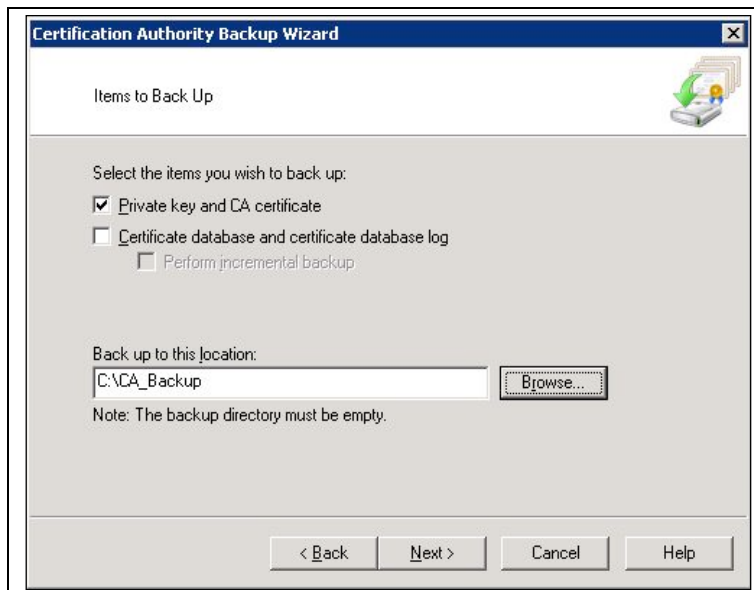 Certification Authority Backup Wizard
Items to Back Up
Select the items you wish to back up:
Private key and CA certificate
Certificate database and certificate database log
Perform incremental backup
Back up to this location:
C:\CA_Backup
Browse...
Note: The backup directory must be empty.
< Back
Next >
Cancel
Help